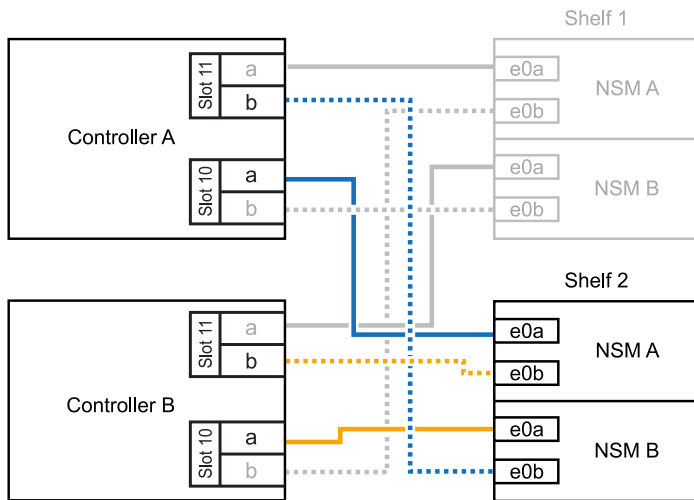 Shelf 1
Controller A
Slot 11
a
b
Slot 10
a
b
e0a
e0b
NSM A
e0a
e0b
NSM B
Shelf 2
Controller B
Slot 11
a
b
Slot 10
a
b
e0a
e0b
NSM A
e0a
e0b
NSM B